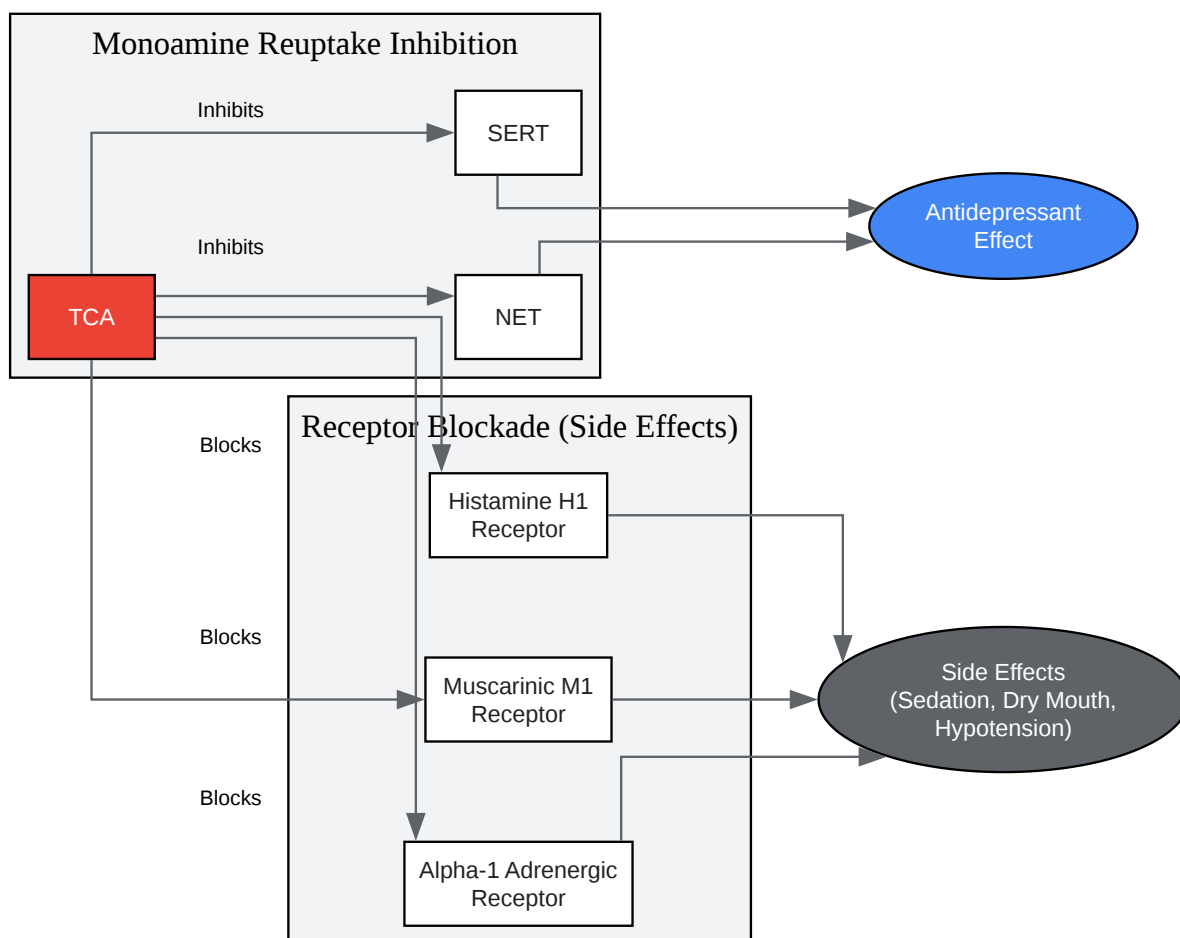 Monoamine Reuptake Inhibition
Inhibits
SERT
Antidepressant
Effect
Inhibits
TCA
NET
Receptor Blockade (Side Effects)
Blocks
Histamine H1
Receptor
Blocks
Muscarinic M1
Receptor
Side Effects
(Sedation, Dry Mouth,
Hypotension)
Blocks
Alpha-1 Adrenergic
Receptor